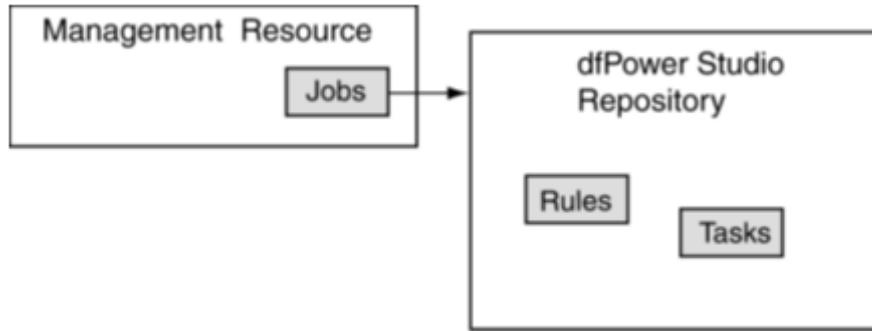 Management Resource
Jobs
dfPower Studio
Repository
Rules
Tasks